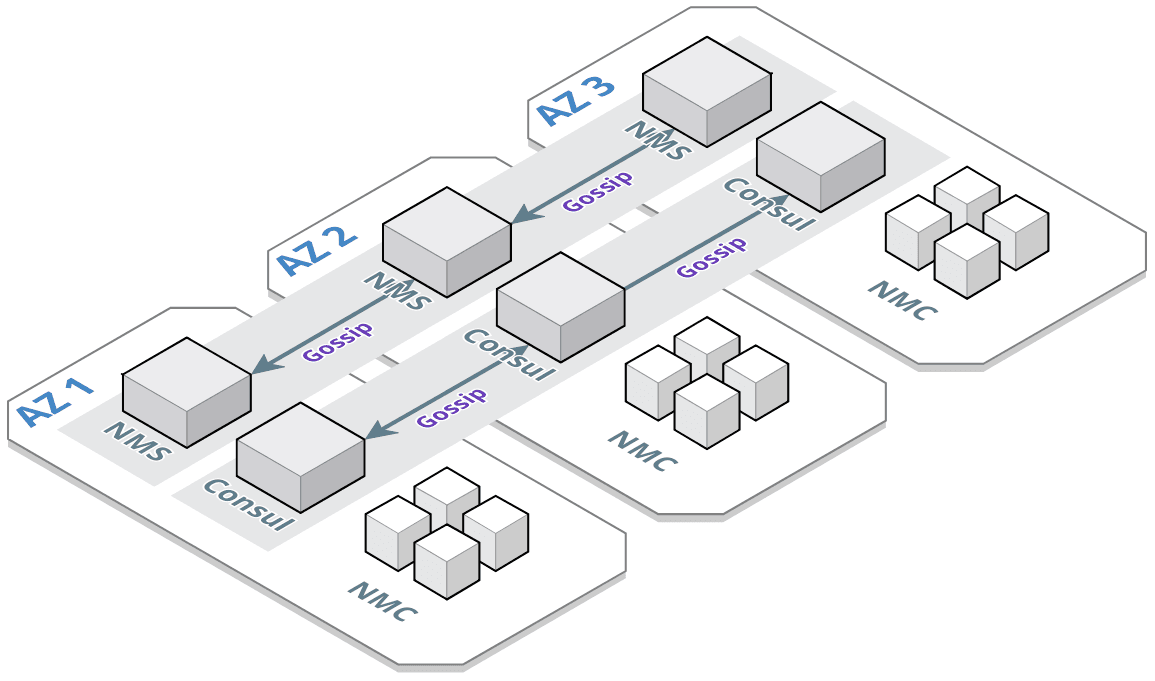 AZ 3
NMS
Gossip
Consul
Gossip
NMC
AZ 2
NMS
Gossip
Consul
Gossip
NMC
AZ 1
NMS
Consul
NMC